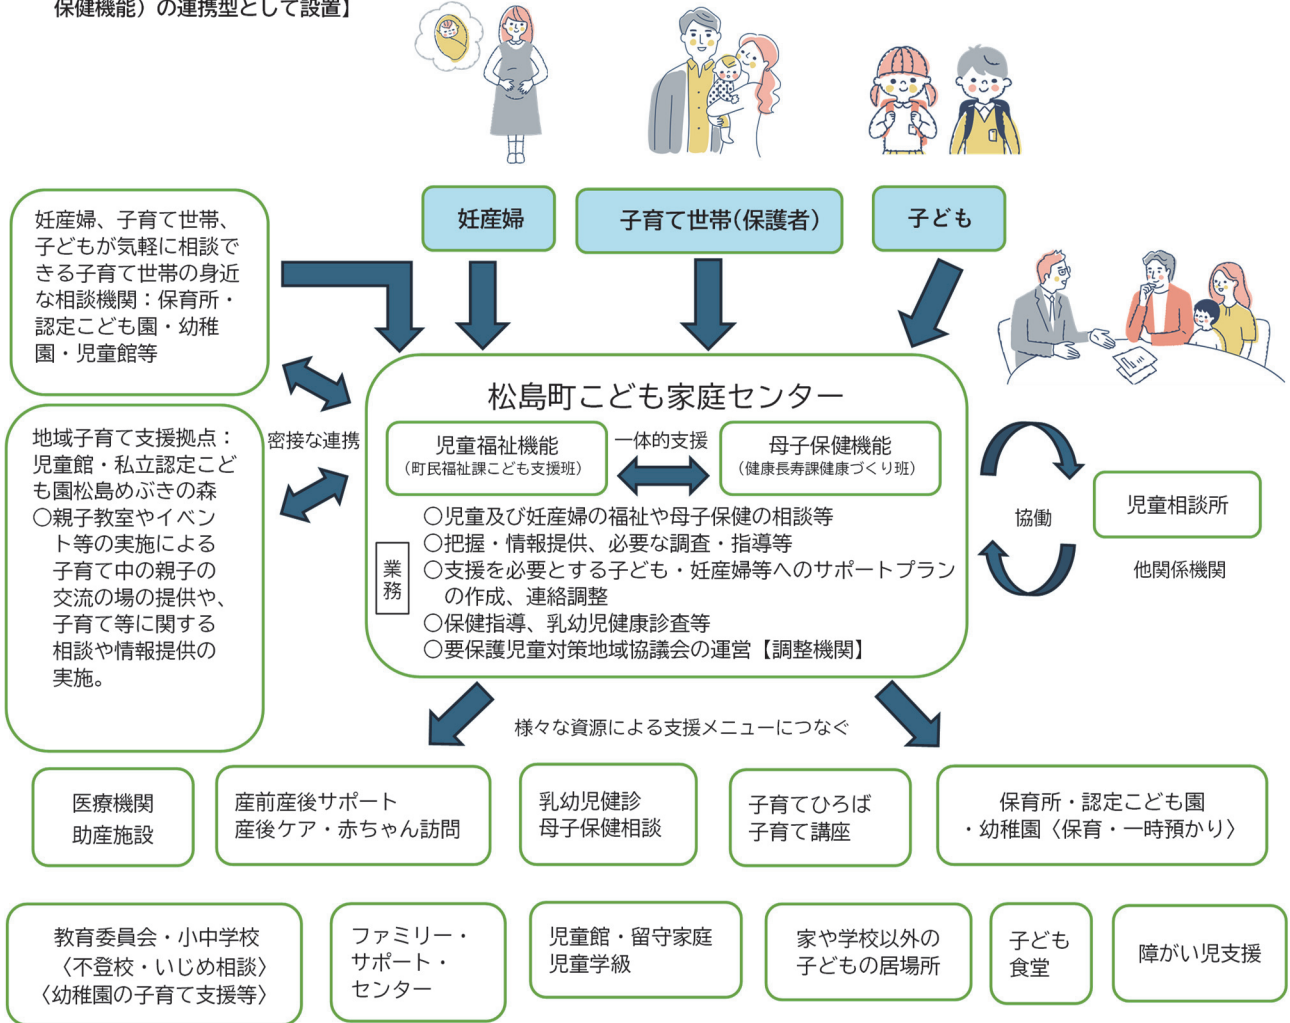 保健機能）の連携型として設置】
妊産婦
子育て世帯（保護者）
子ども
妊産婦、子育て世帯、
子どもが気軽に相談で
きる子育て世帯の身近
な相談機関：保育所・
認定こども園・幼稚
園・児童館等
地域子育て支援拠点：
児童館・私立認定こど
も園松島めぶきの森
○親子教室やイベン
ト等の実施による
子育て中の親子の
交流の場の提供や、
子育て等に関する
相談や情報提供の
実施。
密接な連携
松島町こども家庭センター
児童福祉機能
（町民福祉課こども支援班）
一体的支援
母子保健機能
（健康長寿課健康づくり班）
業務
○児童及び妊産婦の福祉や母子保健の相談等
○把握・情報提供、必要な調査・指導等
○支援を必要とする子ども・妊産婦等へのサポートプラン
の作成、連絡調整
○保健指導、乳幼児健康診査等
○要保護児童対策地域協議会の運営【調整機関】
協働
児童相談所
他関係機関
様々な資源による支援メニューにつなぐ
医療機関
助産施設
産前産後サポート
産後ケア・赤ちゃん訪問
乳幼児健診
母子保健相談
子育てひろば
子育て講座
保育所・認定こども園
・幼稚園〈保育・一時預かり〉
教育委員会・小中学校
〈不登校・いじめ相談〉
〈幼稚園の子育て支援等〉
ファミリー・
サポート・
センター
児童館・留守家庭
児童学級
家や学校以外の
子どもの居場所
子ども
食堂
障がい児支援